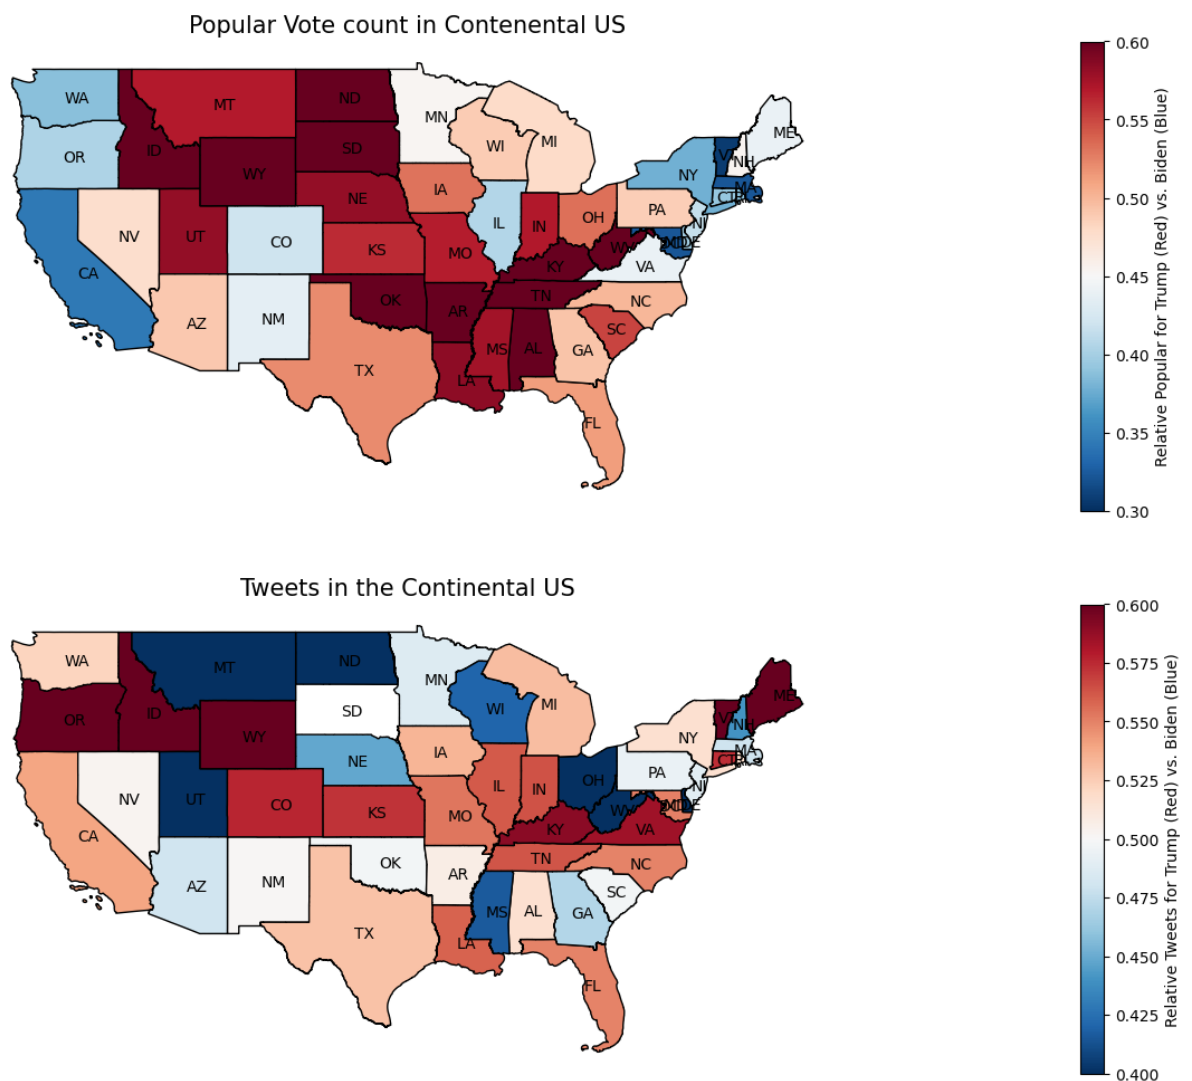 Popular Vote count in Contenental US
WA
MT
ND
MN
ME
OR
ID
SD
WI
MI
NH
WY
NY
MA
NE
IA
PA
NV
UT
CO
IL
IN
OH
KS
MO
VA
CA
KY
AZ
NM
OK
AR
TN
NC
SC
MS
AL
GA
TX
LA
FL
0.60
0.55
0.50
0.45
0.40
0.35
0.30
Relative Popular for Trump (Red) vs. Biden (Blue)
Tweets in the Continental US
WA
MT
ND
MN
ME
OR
ID
SD
WI
MI
NH
WY
NY
MA
NE
IA
PA
NV
UT
CO
IL
IN
OH
KS
MO
VA
CA
KY
AZ
NM
OK
AR
TN
NC
SC
MS
AL
GA
TX
LA
FL
0.600
0.575
0.550
0.525
0.500
0.475
0.450
0.425
0.400
Relative Tweets for Trump (Red) vs. Biden (Blue)